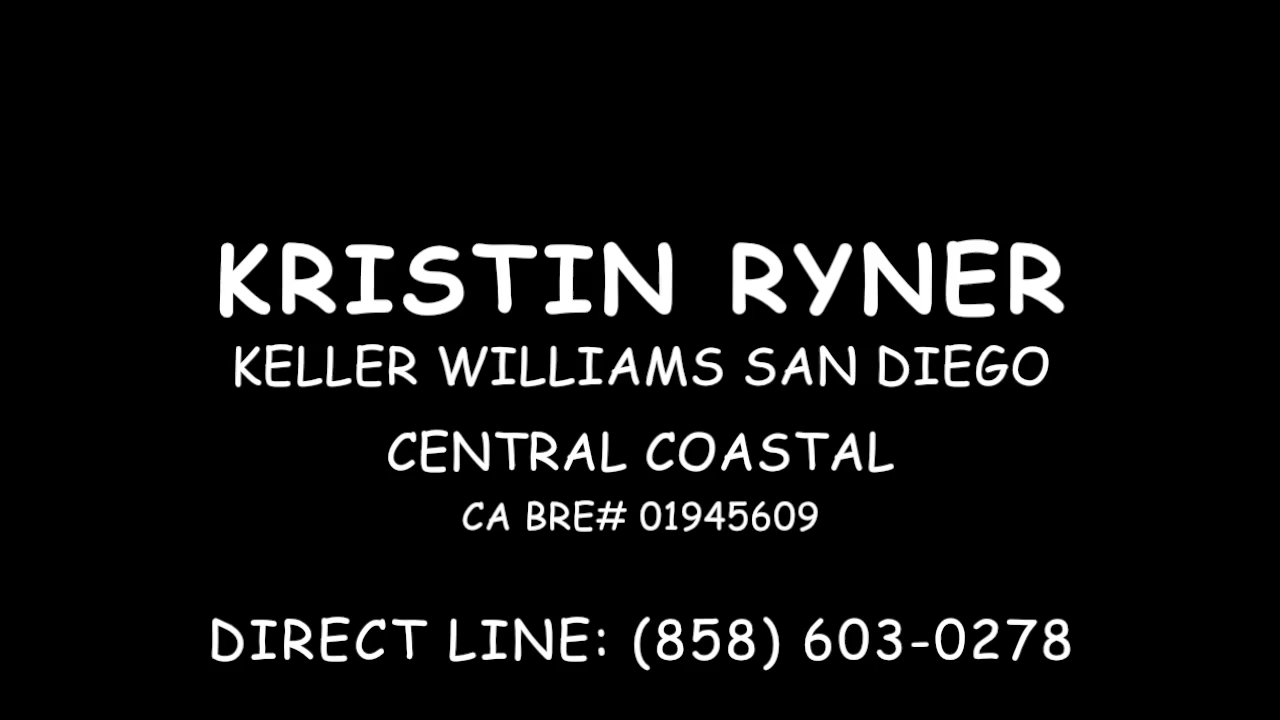 KRISTIN RYNER
KELLER WILLIAMS SAN DIEGO
CENTRAL COASTAL
CA BRE# 01945609
DIRECT LINE: (858) 603-0278